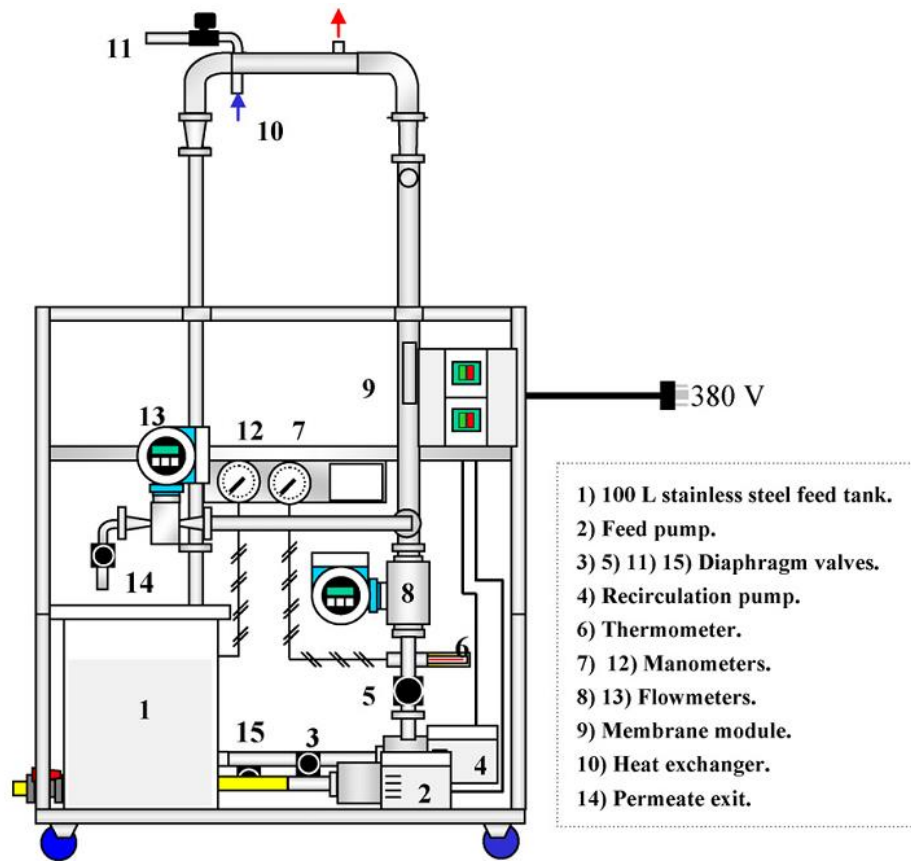 11
10
9
380 V
13
12
7
14
8
6
5
1
15
3
4
2
1) 100 L stainless steel feed tank.
2) Feed pump.
3) 5) 11) 15) Diaphragm valves.
4) Recirculation pump.
6) Thermometer.
7) 12) Manometers.
8) 13) Flowmeters.
9) Membrane module.
10) Heat exchanger.
14) Permeate exit.